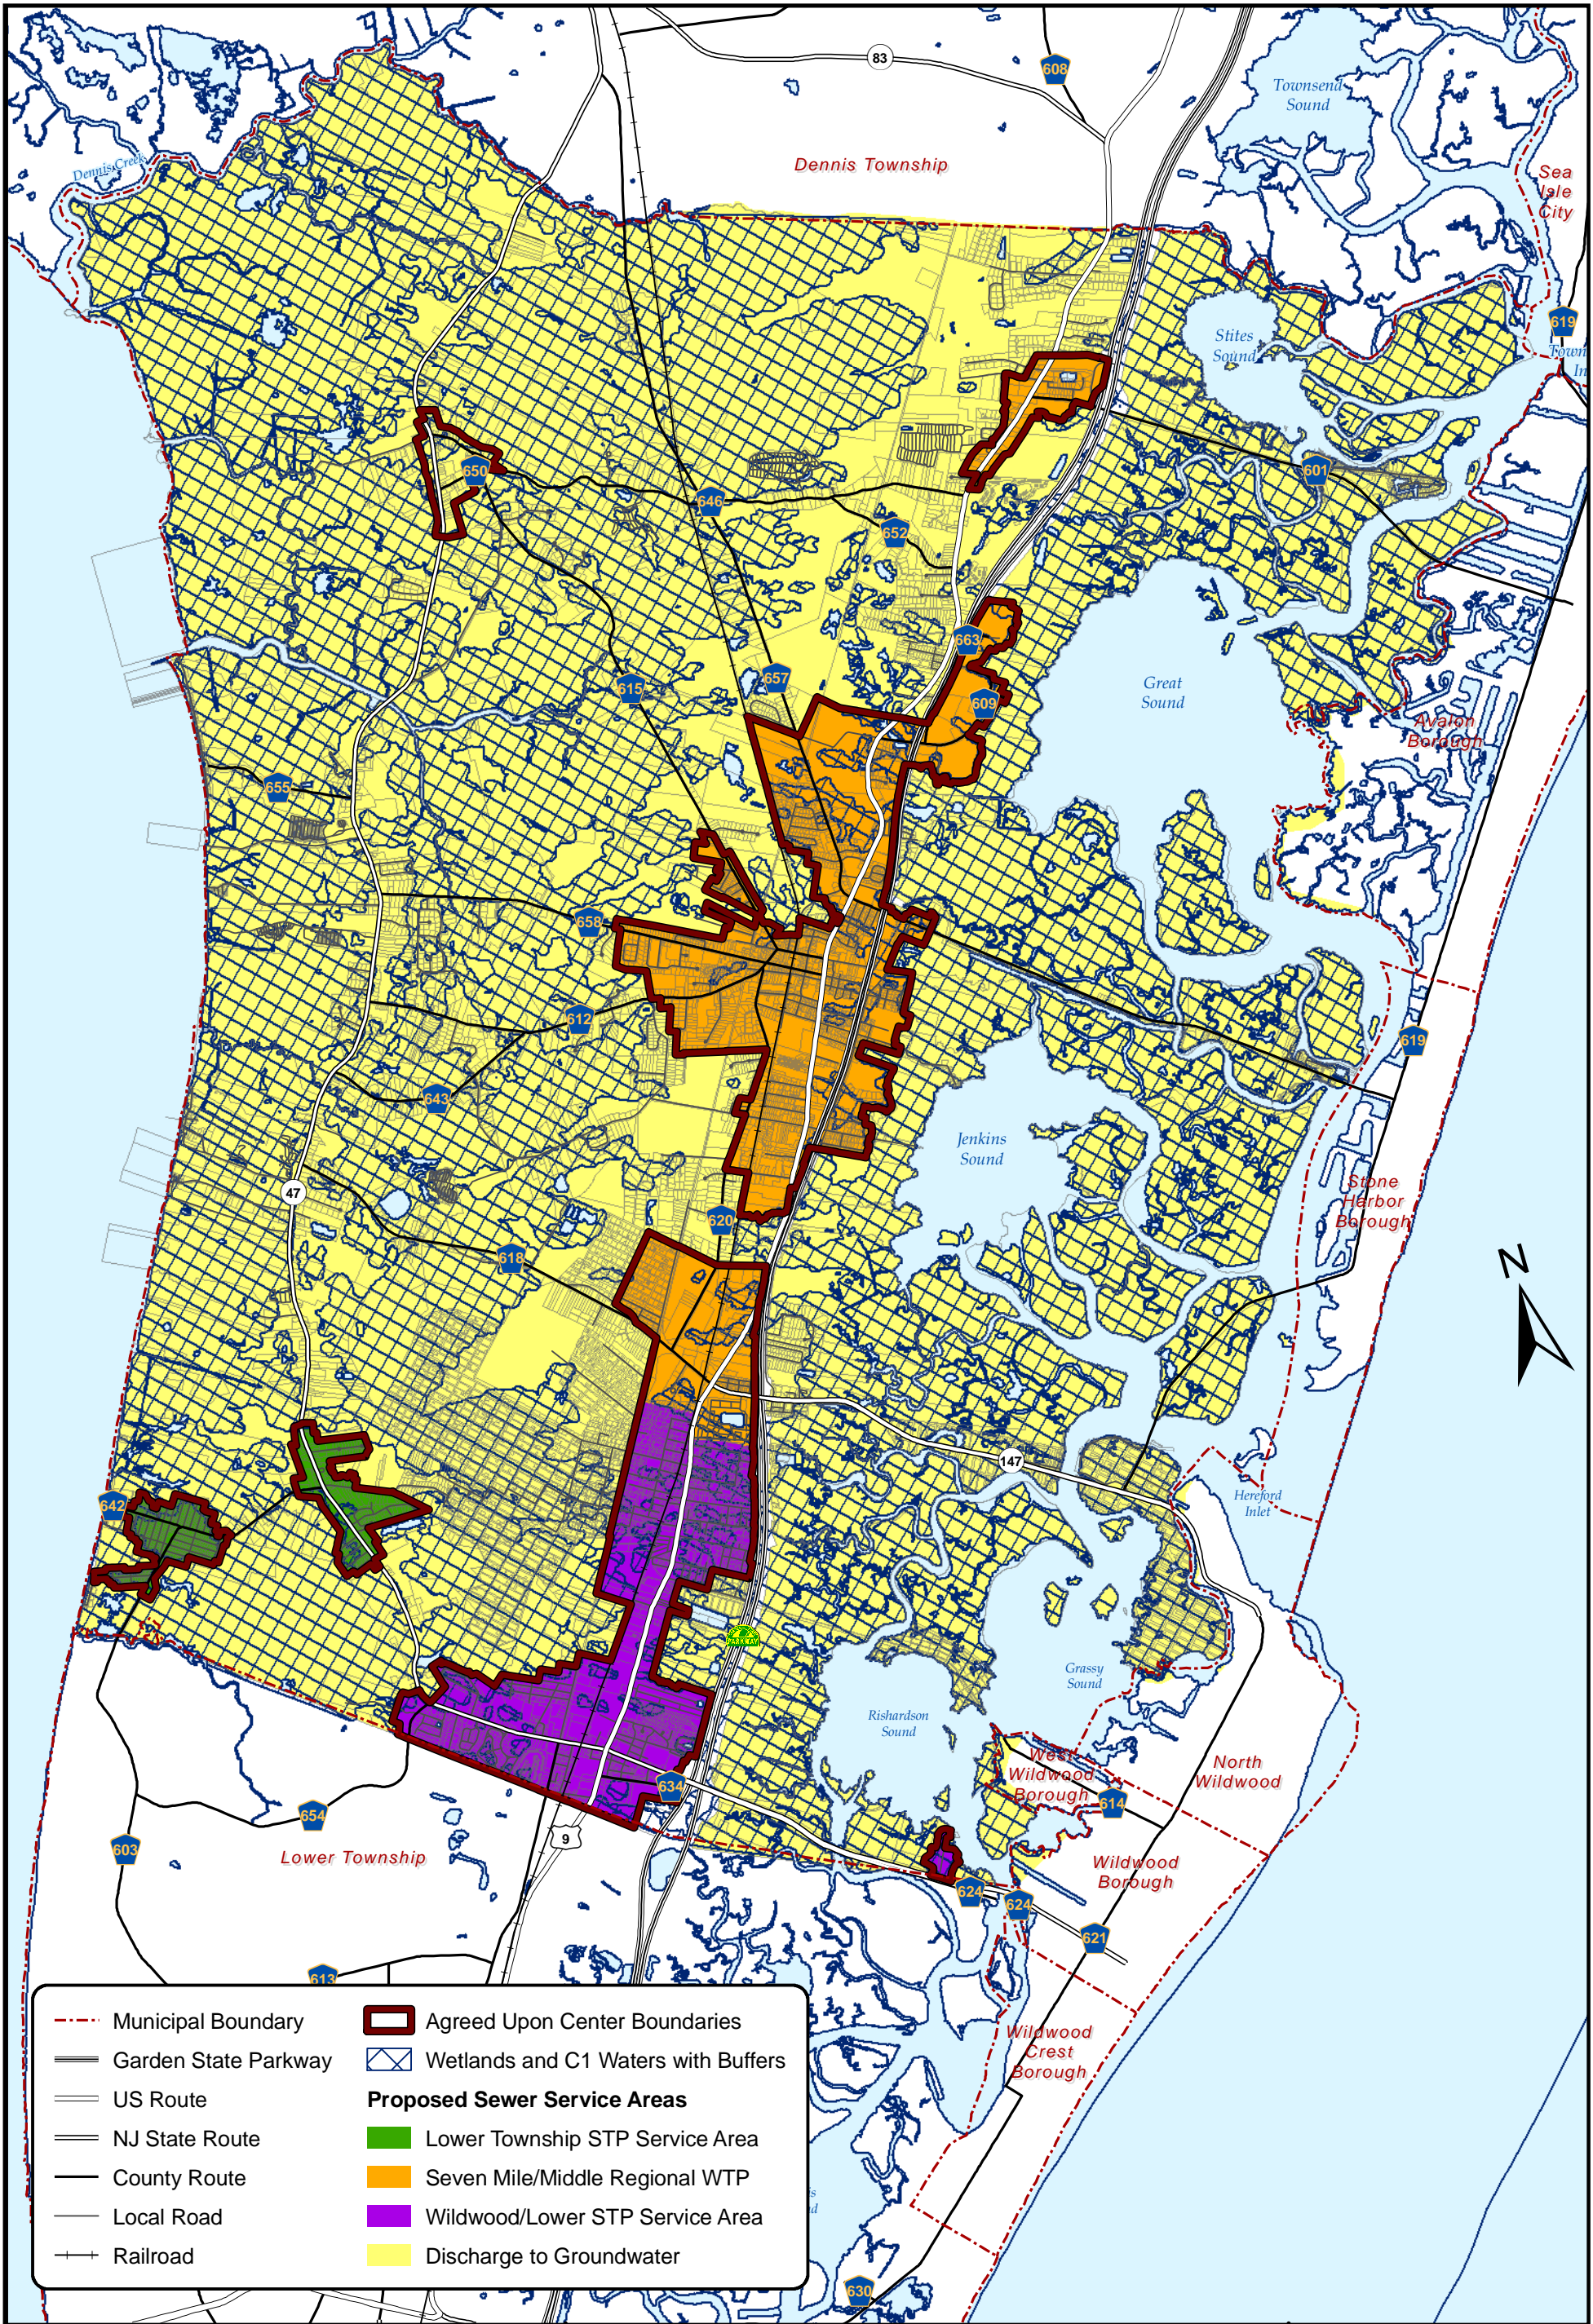 83
608
Townsend
Sound
Dennis Creek
Dennis Township
Sea
Isle
City
619
Town
In
Stites
Sound
650
646
601
652
663
615
657
609
Great
Sound
Avalon
Borough
655
658
612
619
643
Jenkins
Sound
47
Stone
Harbor
Borough
620
618
N
147
642
Hereford
Inlet
PARKWAY
Grassy
Sound
Rishardson
Sound
West
Wildwood
Borough
North
Wildwood
634
614
654
9
603
Lower Township
Wildwood
Borough
624
624
621
613
Wildwood
Crest
Borough
630
Municipal Boundary
Garden State Parkway
US Route
NJ State Route
County Route
Local Road
Railroad
Agreed Upon Center Boundaries
Wetlands and C1 Waters with Buffers
Proposed Sewer Service Areas
Lower Township STP Service Area
Seven Mile/Middle Regional WTP
Wildwood/Lower STP Service Area
Discharge to Groundwater